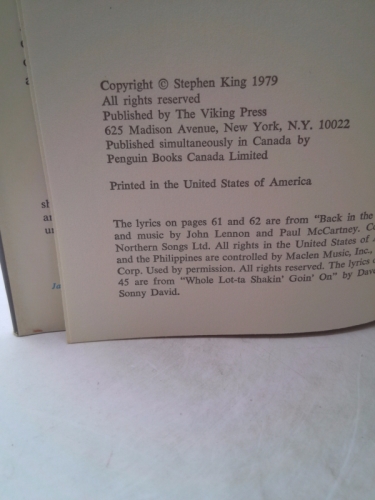 Copyright © Stephen King 1979
All rights reserved
Published by The Viking Press
625 Madison Avenue, New York, N.Y. 10022
Published simultaneously in Canada by
Penguin Books Canada Limited
Printed in the United States of America
The lyrics on pages 61 and 62 are from "Back in the
and music by John Lennon and Paul McCartney.
Northern Songs Ltd. All rights in the United States of
and the Philippines are controlled by Maclen Music, Inc.,
Corp. Used by permission. All rights reserved. The lyrics
45 are from "Whole Lot-ta Shakin' Goin' On" by
Sonny David.